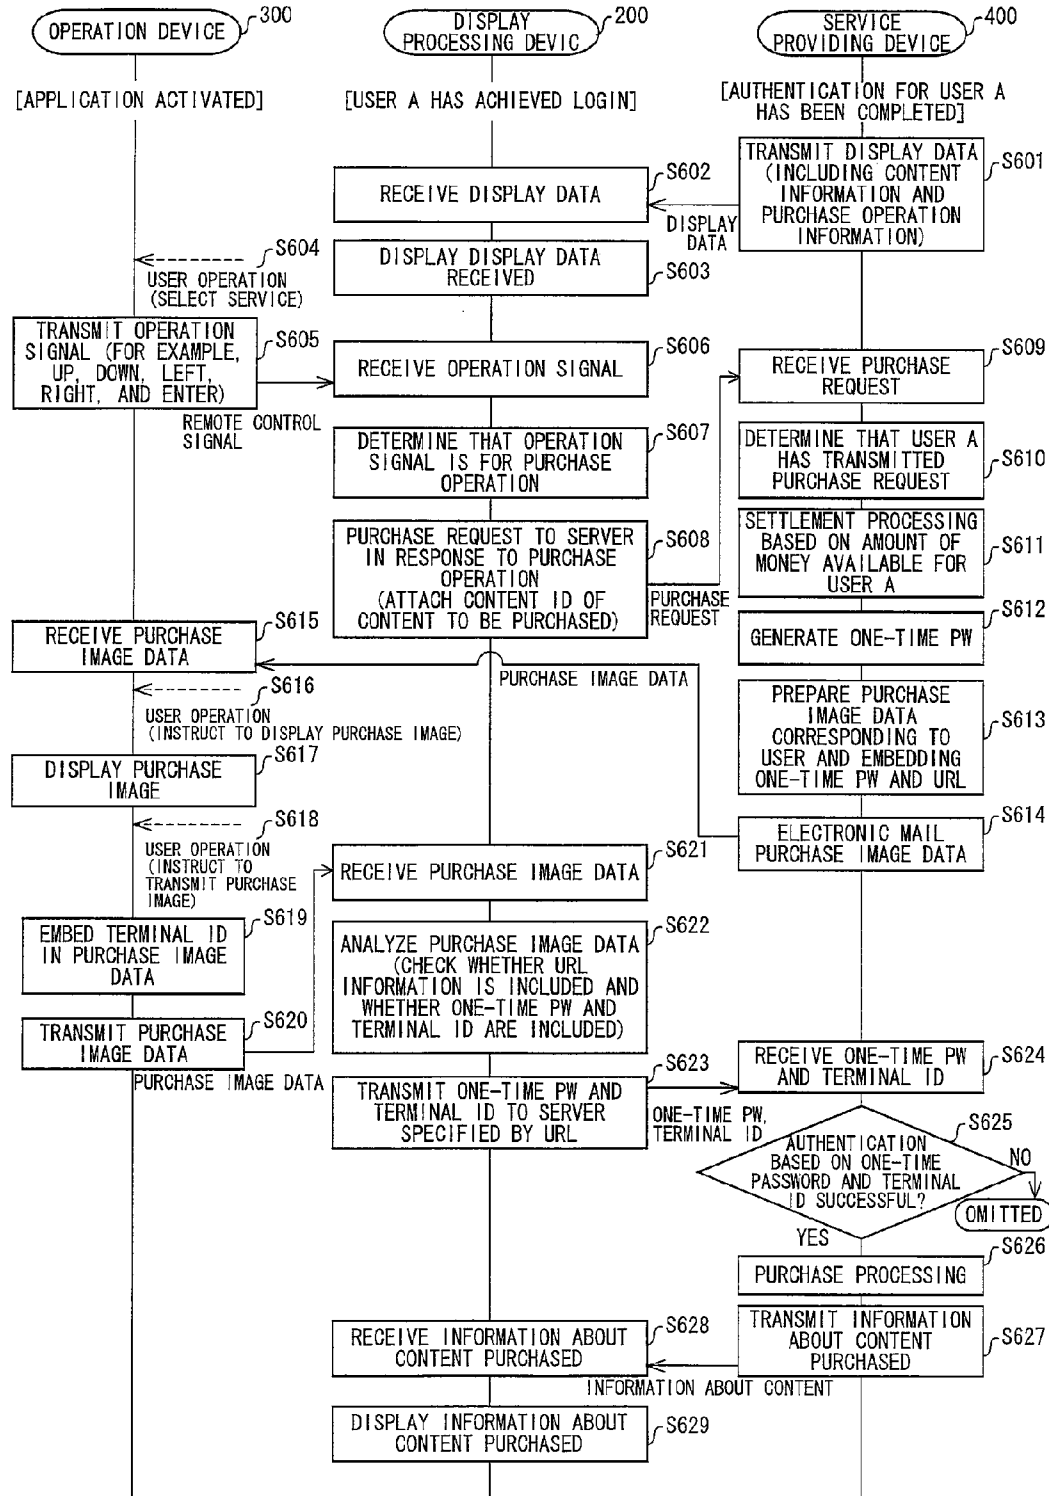 OPERATION DEVICE
300
DISPLAY
PROCESSING DEVIC
200
SERVICE
PROVIDING DEVICE
400
[APPLICATION ACTIVATED]
[USER A HAS ACHIEVED LOGIN]
[AUTHENTICATION FOR USER A
HAS BEEN COMPLETED]
TRANSMIT DISPLAY DATA
(INCLUDING CONTENT
INFORMATION AND
PURCHASE OPERATION
INFORMATION)
S601
RECEIVE DISPLAY DATA
S602
DISPLAY
DATA
DISPLAY DISPLAY DATA
RECEIVED
S603
S604
USER OPERATION
(SELECT SERVICE)
TRANSMIT OPERATION
SIGNAL (FOR EXAMPLE,
UP, DOWN, LEFT,
RIGHT, AND ENTER)
S605
REMOTE CONTROL
SIGNAL
RECEIVE OPERATION SIGNAL
S606
DETERMINE THAT OPERATION
SIGNAL IS FOR PURCHASE
OPERATION
S607
PURCHASE REQUEST TO SERVER
IN RESPONSE TO PURCHASE
OPERATION
(ATTACH CONTENT ID OF
CONTENT TO BE PURCHASED)
S608
PURCHASE
REQUEST
RECEIVE PURCHASE
REQUEST
S609
DETERMINE THAT USER A
HAS TRANSMITTED
PURCHASE REQUEST
S610
SETTLEMENT PROCESSING
BASED ON AMOUNT OF
MONEY AVAILABLE FOR
USER A
S611
GENERATE ONE-TIME PW
S612
PREPARE PURCHASE
IMAGE DATA
CORRESPONDING TO
USER AND EMBEDDING
ONE-TIME PW AND URL
S613
ELECTRONIC MAIL
PURCHASE IMAGE DATA
S614
PURCHASE IMAGE DATA
RECEIVE PURCHASE
IMAGE DATA
S615
S616
USER OPERATION
(INSTRUCT TO DISPLAY PURCHASE IMAGE)
DISPLAY PURCHASE
IMAGE
S617
S618
USER OPERATION
(INSTRUCT TO
TRANSMIT PURCHASE
IMAGE)
EMBED TERMINAL ID
IN PURCHASE IMAGE
DATA
S619
TRANSMIT PURCHASE
IMAGE DATA
S620
PURCHASE IMAGE DATA
RECEIVE PURCHASE IMAGE DATA
S621
ANALYZE PURCHASE IMAGE DATA
(CHECK WHETHER URL
INFORMATION IS INCLUDED AND
WHETHER ONE-TIME PW AND
TERMINAL ID ARE INCLUDED)
S622
TRANSMIT ONE-TIME PW AND
TERMINAL ID TO SERVER
SPECIFIED BY URL
S623
ONE-TIME PW,
TERMINAL ID
RECEIVE ONE-TIME PW
AND TERMINAL ID
S624
AUTHENTICATION
BASED ON ONE-TIME
PASSWORD AND TERMINAL
ID SUCCESSFUL?
S625
NO
OMITTED
YES
PURCHASE PROCESSING
S626
TRANSMIT INFORMATION
ABOUT CONTENT
PURCHASED
S627
INFORMATION ABOUT CONTENT
RECEIVE INFORMATION ABOUT
CONTENT PURCHASED
S628
DISPLAY INFORMATION ABOUT
CONTENT PURCHASED
S629